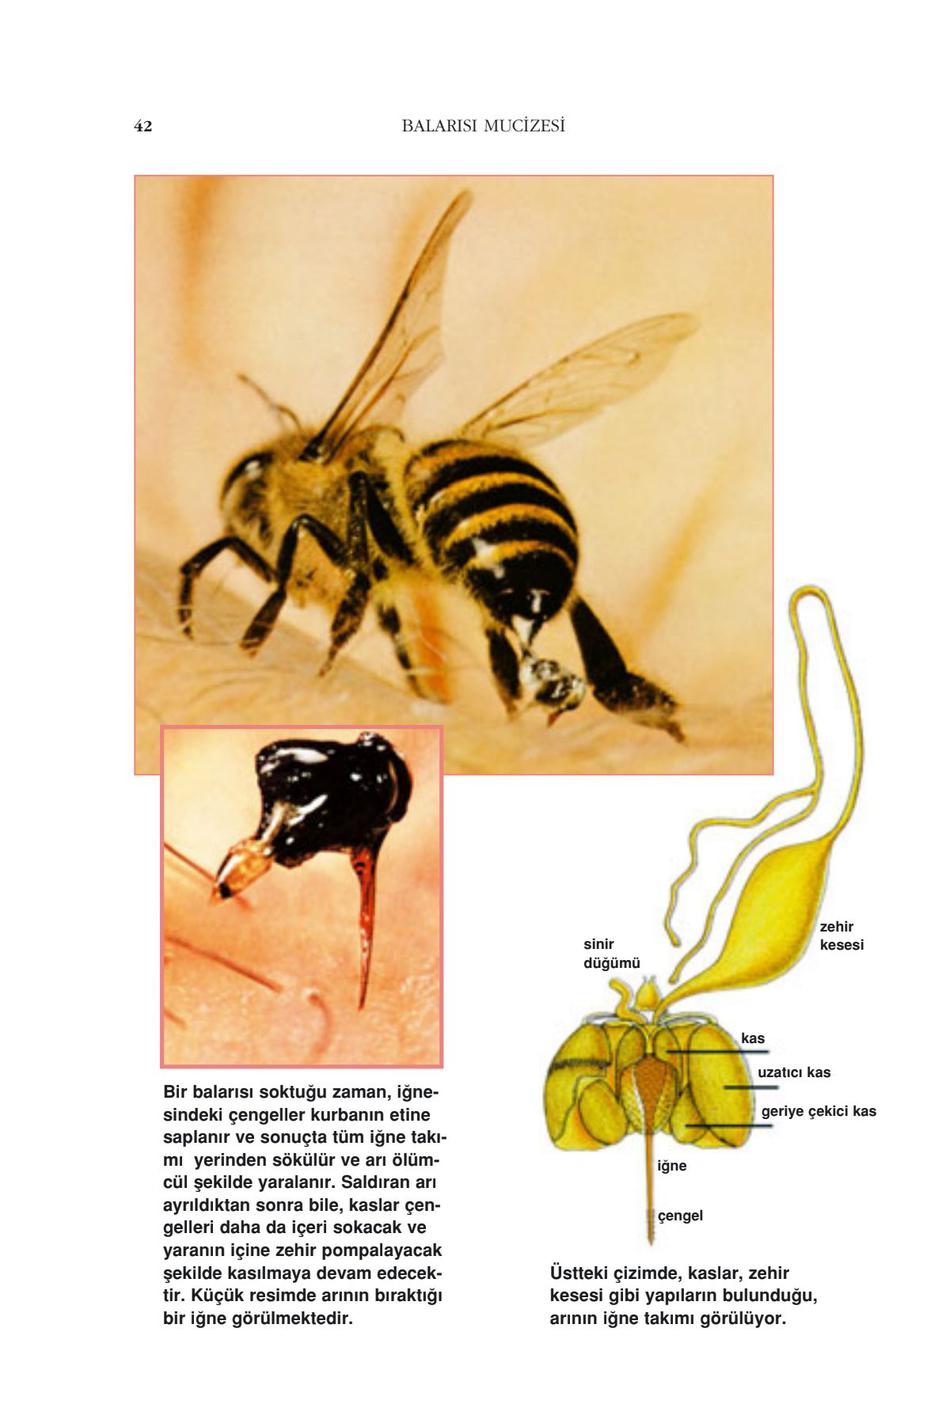 42
BALARISI MUCİZESİ
zehir
kesesi
sinir
düğümü
kas
uzatıcı kas
geriye çekici kas
iğne
çengel
Bir balarısı soktuğu zaman, iğne-
sindeki çengeller kurbanın etine
saplanır ve sonuçta tüm iğne takı-
mı  yerinden sökülür ve arı ölüm-
cül şekilde yaralanır. Saldıran arı
ayrıldıktan sonra bile, kaslar çen-
gelleri daha da içeri sokacak ve
yaranın içine zehir pompalayacak
şekilde kasılmaya devam edecek-
tir. Küçük resimde arının bıraktığı
bir iğne görülmektedir.
Üstteki çizimde, kaslar, zehir
kesesi gibi yapıların bulunduğu,
arının iğne takımı görülüyor.